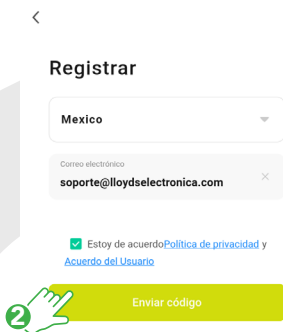 Registrar
Mexico
Correo electrónico
soporte@lloydselectronica.com
Estoy de acuerdoPolítica de privacidad y
Acuerdo del Usuario
2
Enviar código